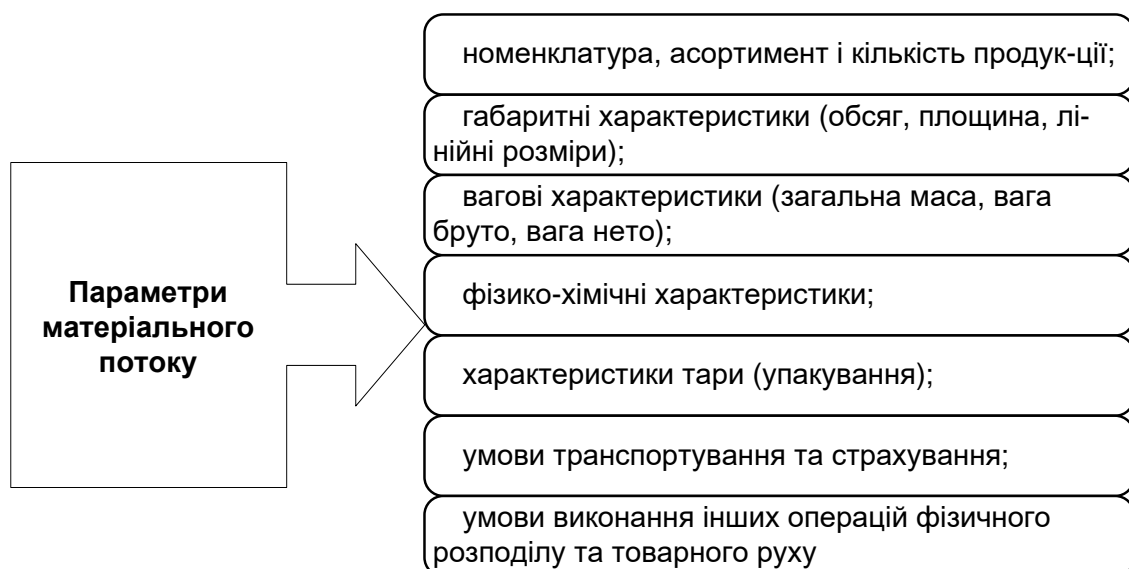 Параметри
матеріального
потоку
номенклатура, асортимент і кількість продук-ції;
габаритні характеристики (обсяг, площина, лі-
нійні розміри);
вагові характеристики (загальна маса, вага
бруто, вага нето);
фізико-хімічні характеристики;
характеристики тари (упакування);
умови транспортування та страхування;
умови виконання інших операцій фізичного
розподілу та товарного руху